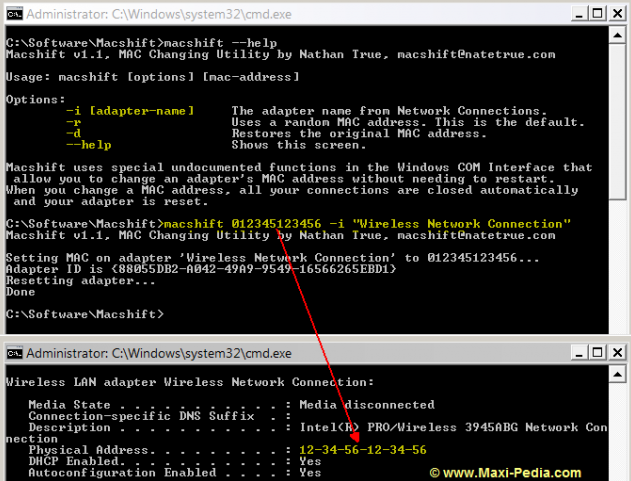 Administrator: C:\Windows\system32\cmd.exe
C:\Software\Macshift>macshift --help
Macshift v1.1, MAC Changing Utility by Nathan True, macshift@natetrue.com
Usage: macshift [options] [mac-address]
Options:
-i [adapter-name] The adapter name from Network Connections.
-r Uses a random MAC address. This is the default.
-d Restores the original MAC address.
--help Shows this screen.
Macshift uses special undocumented functions in the Windows COM Interface that
allow you to change an adapter's MAC address without needing to restart.
When you change a MAC address, all your connections are closed automatically
and your adapter is reset.
C:\Software\Macshift>macshift 012345123456 -i "Wireless Network Connection"
Macshift v1.1, MAC Changing Utility by Nathan True, macshift@natetrue.com
Setting MAC on adapter 'Wireless Network Connection' to 012345123456...
Adapter ID is {88055DB2-A042-49A9-9549-16566265EBD1}
Resetting adapter...
Done
C:\Software\Macshift>
Administrator: C:\Windows\system32\cmd.exe
Wireless LAN adapter Wireless Network Connection:
Media State . . . . . . . . . . . : Media disconnected
Connection-specific DNS Suffix . :
Description . . . . . . . . . . . : Intel(R) PRO/Wireless 3945ABG Network Con
nection
Physical Address. . . . . . . . . : 12-34-56-12-34-56
DHCP Enabled. . . . . . . . . . . : Yes
Autoconfiguration Enabled . . . . : Yes
© www.Maxi-Pedia.com